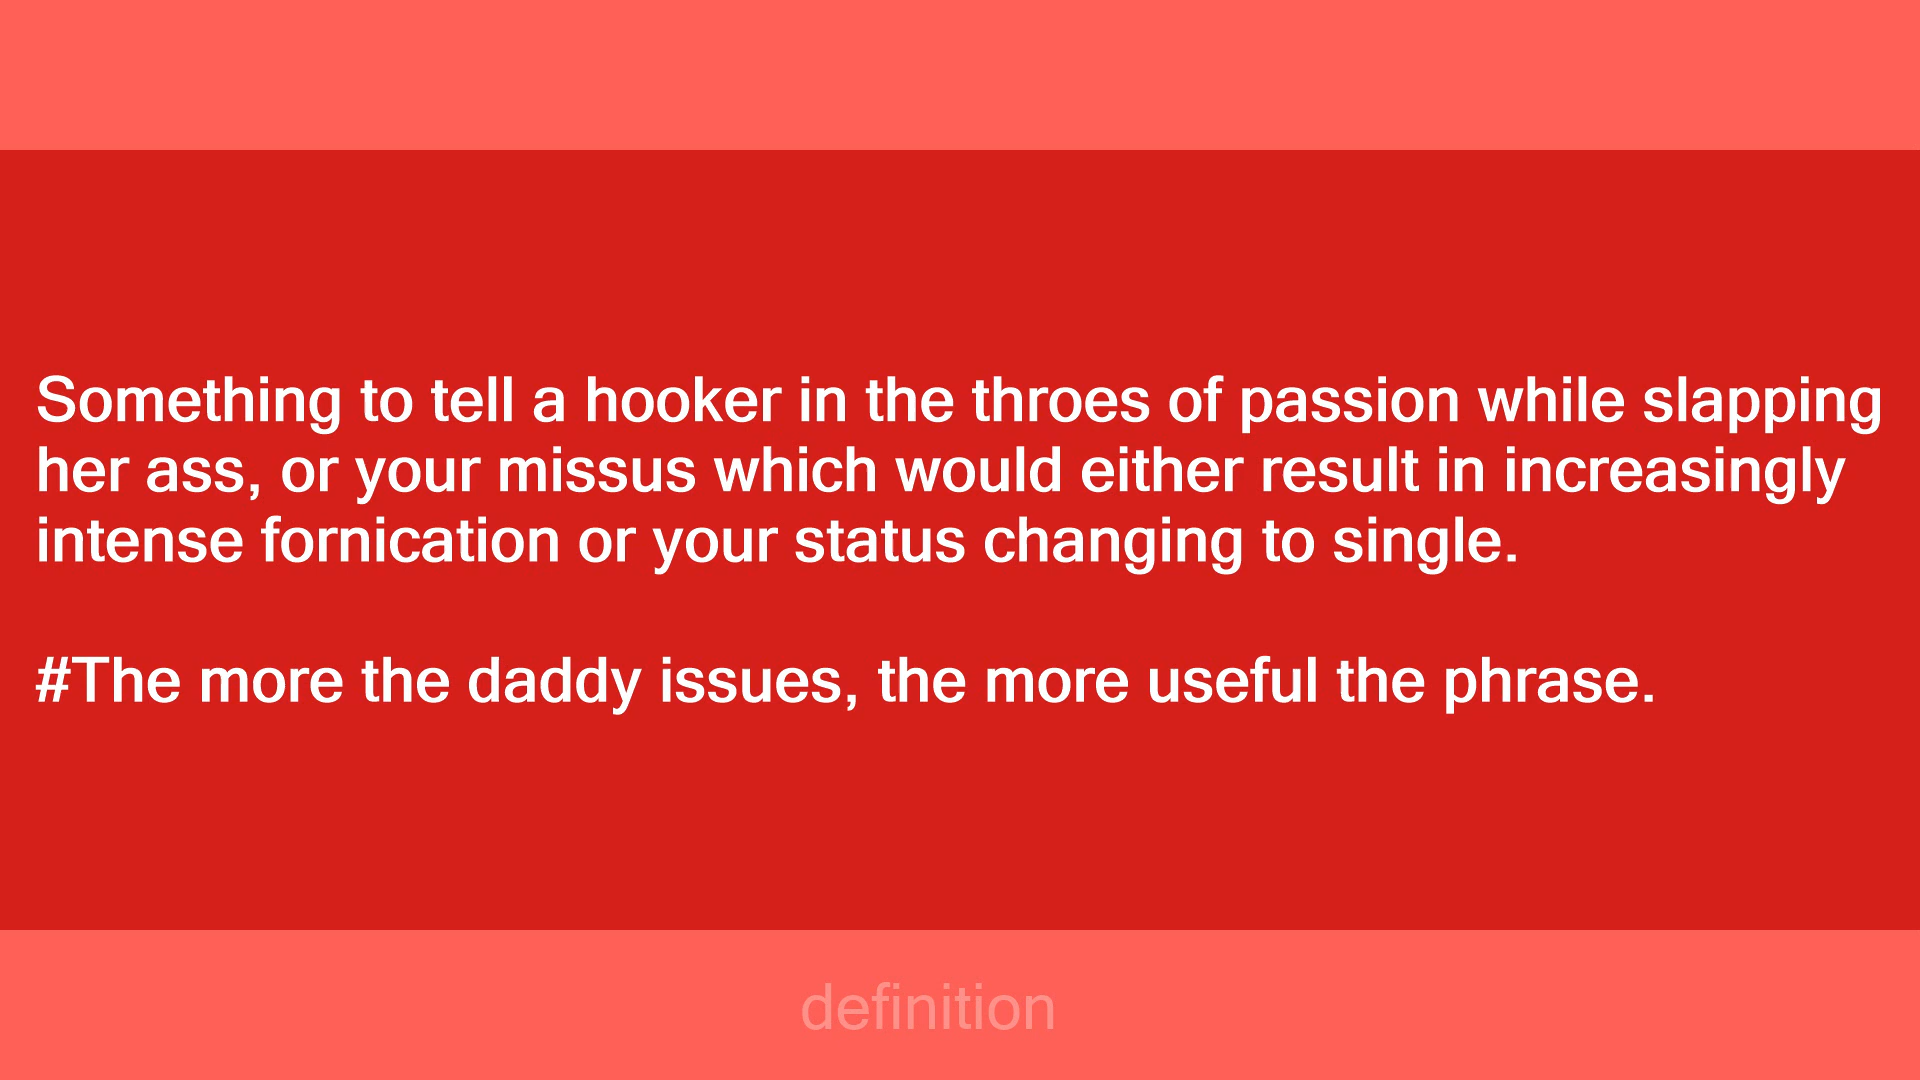 Something to tell a hooker in the throes of passion while slapping
her ass, or your missus which would either result in increasingly
intense fornication or your status changing to single.
#The more the daddy issues, the more useful the phrase.
definition